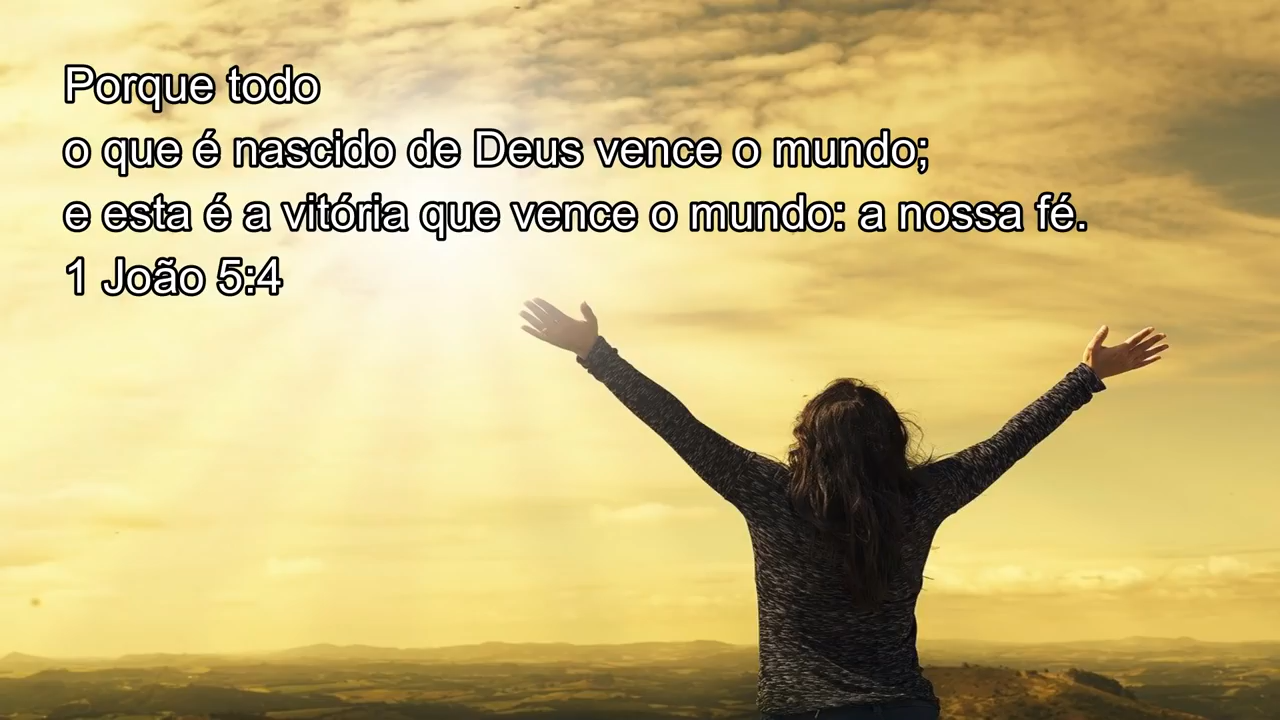 Porque todo
o que é nascido de Deus vence o mundo;
e esta é a vitória que vence o mundo: a nossa fé.
1 João 5:4